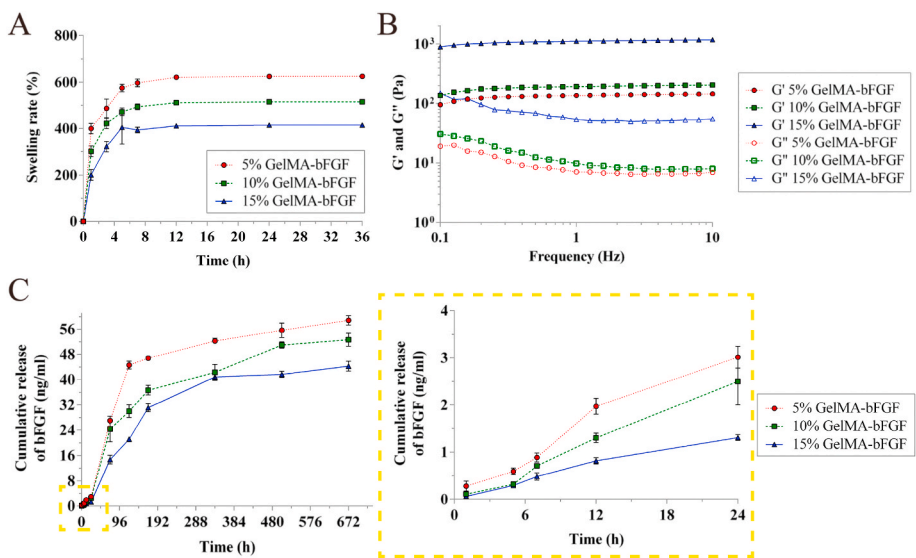 A
Swelling rate (%)
800
600
400
200
0
0 4 8 12 16 20 24 28 32 36
Time (h)
5% GelMA-bFGF
10% GelMA-bFGF
15% GelMA-bFGF
B
G' and G'' (Pa)
10³
10²
10¹
10⁰
0.1 1 10
Frequency (Hz)
G' 5% GelMA-bFGF
G' 10% GelMA-bFGF
G' 15% GelMA-bFGF
G" 5% GelMA-bFGF
G" 10% GelMA-bFGF
G" 15% GelMA-bFGF
C
Cumulative release
of bFGF (ng/ml)
56
48
40
32
24
16
8
0
0 96 192 288 384 480 576 672
Time (h)
Cumulative release
of bFGF (ng/ml)
4
3
2
1
0
0 6 12 18 24
Time (h)
5% GelMA-bFGF
10% GelMA-bFGF
15% GelMA-bFGF